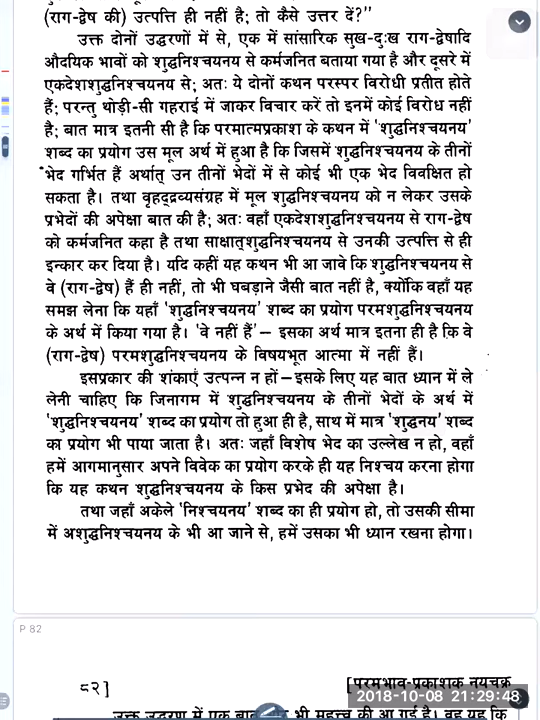 (राग-द्वेष की) उत्पत्ति ही नहीं है; तो कैसे उत्तर दें?”
उक्त दोनों उद्धरणों में से, एक में सांसारिक सुख-दुःख राग-द्वेषादि
औदयिक भावों को शुद्धनिश्चयनय से कर्मजनित बताया गया है और दूसरे में
एकदेशशुद्धनिश्चयनय से; अतः ये दोनों कथन परस्पर विरोधी प्रतीत होते
हैं; परन्तु थोड़ी-सी गहराई में जाकर विचार करें तो इनमें कोई विरोध नहीं
है; बात मात्र इतनी सी है कि परमात्मप्रकाश के कथन में 'शुद्धनिश्चयनय'
शब्द का प्रयोग उस मूल अर्थ में हुआ है कि जिसमें शुद्धनिश्चयनय के तीनों
भेद गर्भित हैं अर्थात् उन तीनों भेदों में से कोई भी एक भेद विवक्षित हो
सकता है। तथा वृहद्द्रव्यसंग्रह में मूल शुद्धनिश्चयनय को न लेकर उसके
प्रभेदों की अपेक्षा बात की है; अतः वहाँ एकदेशशुद्धनिश्चयनय से राग-द्वेष
को कर्मजनित कहा है तथा साक्षात्शुद्धनिश्चयनय से उनकी उत्पत्ति से ही
इन्कार कर दिया है। यदि कहीं यह कथन भी आ जावे कि शुद्धनिश्चयनय से
वे (राग-द्वेष) हैं ही नहीं, तो भी घबड़ाने जैसी बात नहीं है, क्योंकि वहाँ यह
समझ लेना कि यहाँ 'शुद्धनिश्चयनय' शब्द का प्रयोग परमशुद्धनिश्चयनय
के अर्थ में किया गया है। 'वे नहीं हैं' – इसका अर्थ मात्र इतना ही है कि वे
(राग-द्वेष) परमशुद्धनिश्चयनय के विषयभूत आत्मा में नहीं हैं।
इसप्रकार की शंकाएँ उत्पन्न न हों – इसके लिए यह बात ध्यान में ले
लेनी चाहिए कि जिनागम में शुद्धनिश्चयनय के तीनों भेदों के अर्थ में
'शुद्धनिश्चयनय' शब्द का प्रयोग तो हुआ ही है, साथ में मात्र 'शुद्धनय' शब्द
का प्रयोग भी पाया जाता है। अतः जहाँ विशेष भेद का उल्लेख न हो, वहाँ
हमें आगमानुसार अपने विवेक का प्रयोग करके ही यह निश्चय करना होगा
कि यह कथन शुद्धनिश्चयनय के किस प्रभेद की अपेक्षा है।
तथा जहाँ अकेले 'निश्चयनय' शब्द का ही प्रयोग हो, तो उसकी सीमा
में अशुद्धनिश्चयनय के भी आ जाने से, हमें उसका भी ध्यान रखना होगा।
P 82
८२] [परमभाव-प्रकाशक नयचक्र
2018-10-08 21:29:48
उक्त उद्धरण में एक बात भी महत्त्व की आ गई है। वह यह कि